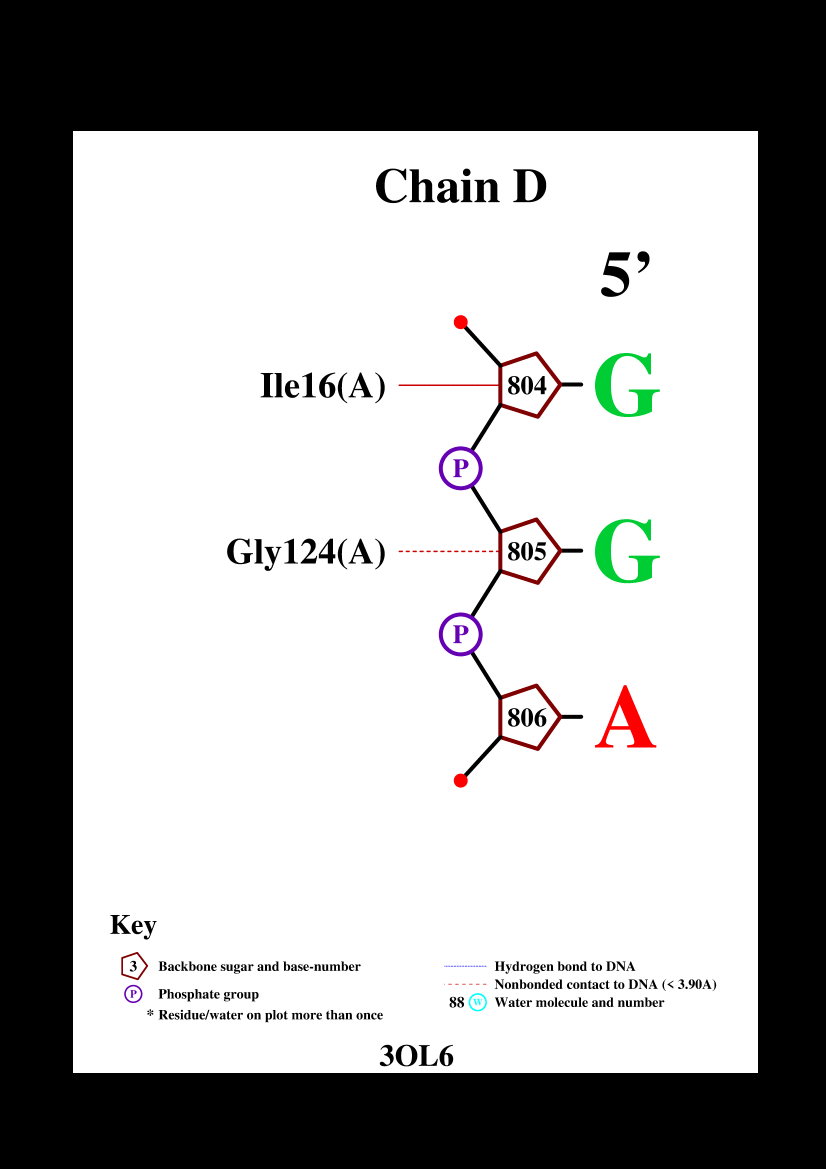 Chain D
5’
Ile16(A) 804 G
P
Gly124(A) 805 G
P
806 A
Key
3 Backbone sugar and base-number
P Phosphate group
* Residue/water on plot more than once
Hydrogen bond to DNA
Nonbonded contact to DNA (< 3.90A)
88 W Water molecule and number
3OL6